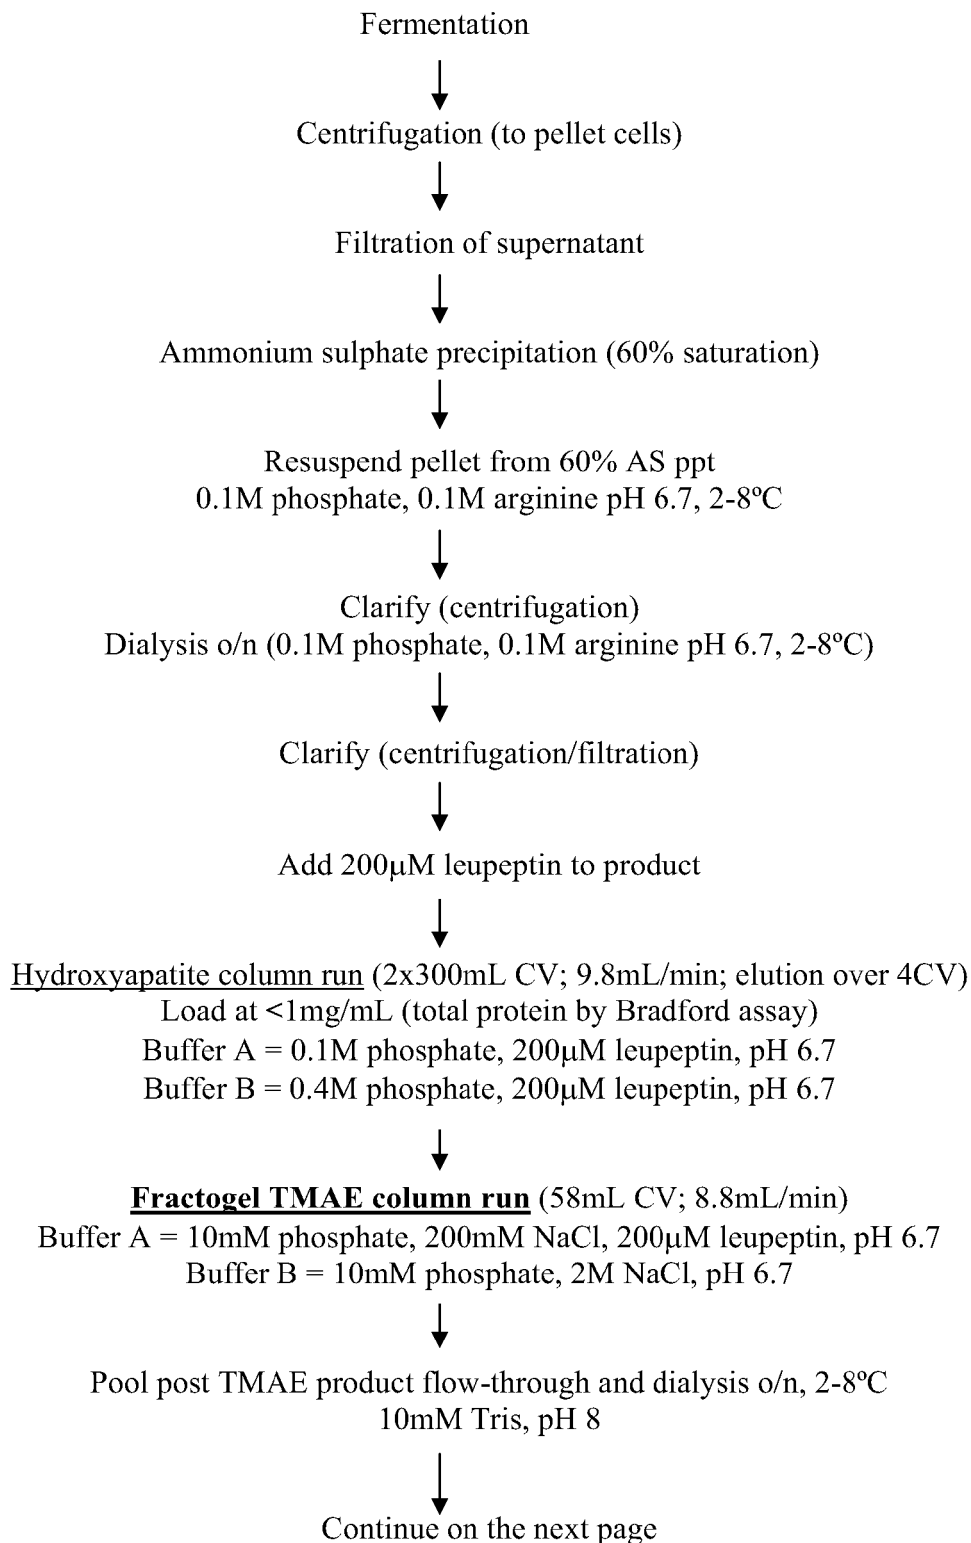 Fermentation
Centrifugation (to pellet cells)
Filtration of supernatant
Ammonium sulphate precipitation (60% saturation)
Resuspend pellet from 60% AS ppt
0.1M phosphate, 0.1M arginine pH 6.7, 2-8ºC
Clarify (centrifugation)
Dialysis o/n (0.1M phosphate, 0.1M arginine pH 6.7, 2-8ºC)
Clarify (centrifugation/filtration)
Add 200µM leupeptin to product
Hydroxyapatite column run (2x300mL CV; 9.8mL/min; elution over 4CV)
Load at <1mg/mL (total protein by Bradford assay)
Buffer A = 0.1M phosphate, 200µM leupeptin, pH 6.7
Buffer B = 0.4M phosphate, 200µM leupeptin, pH 6.7
Fractogel TMAE column run (58mL CV; 8.8mL/min)
Buffer A = 10mM phosphate, 200mM NaCl, 200µM leupeptin, pH 6.7
Buffer B = 10mM phosphate, 2M NaCl, pH 6.7
Pool post TMAE product flow-through and dialysis o/n, 2-8ºC
10mM Tris, pH 8
Continue on the next page